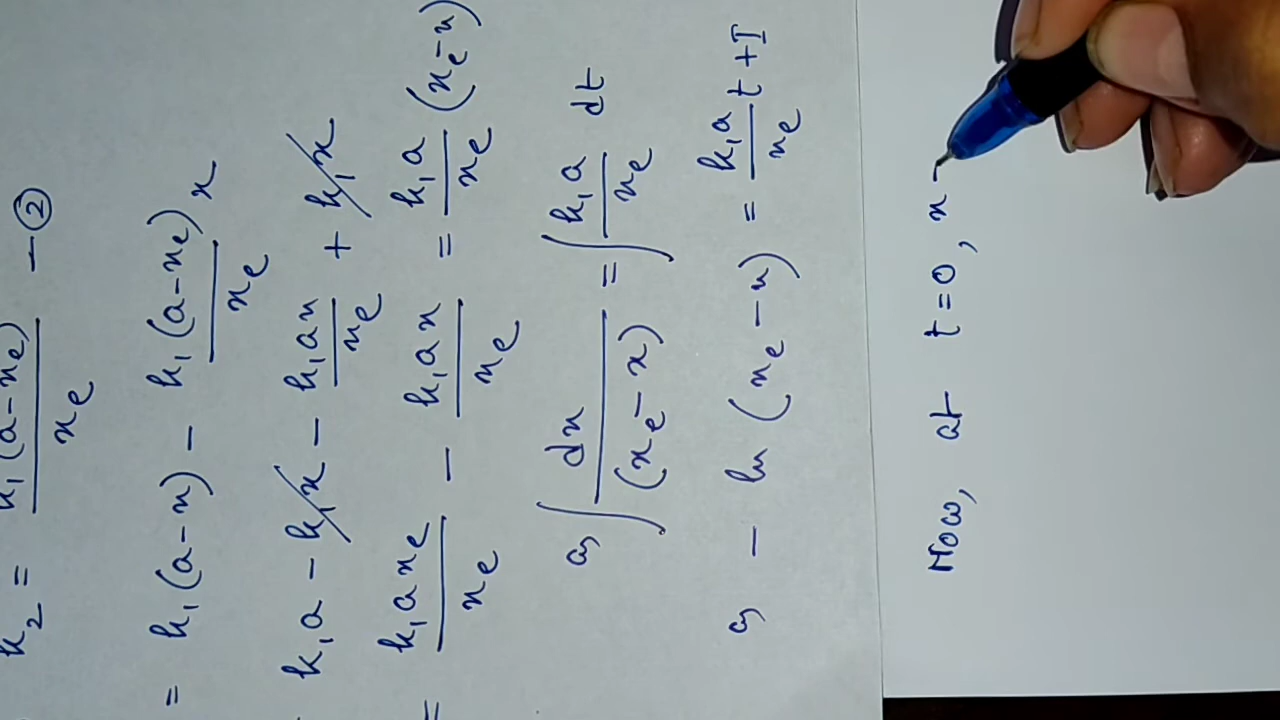 k₂ = k₁(a-xₑ)/xₑ - ②
= k₁(a-x) - k₁(a-xₑ)/xₑ x
k₁a - k₁x - k₁ax/xₑ + k₁x
= k₁axₑ/xₑ - k₁ax/xₑ = k₁a/xₑ (xₑ-x)
∫ dx/(xₑ-x) = ∫ k₁a/xₑ dt
- ln (xₑ-x) = k₁a/xₑ t + I
Now, at t=0, x -